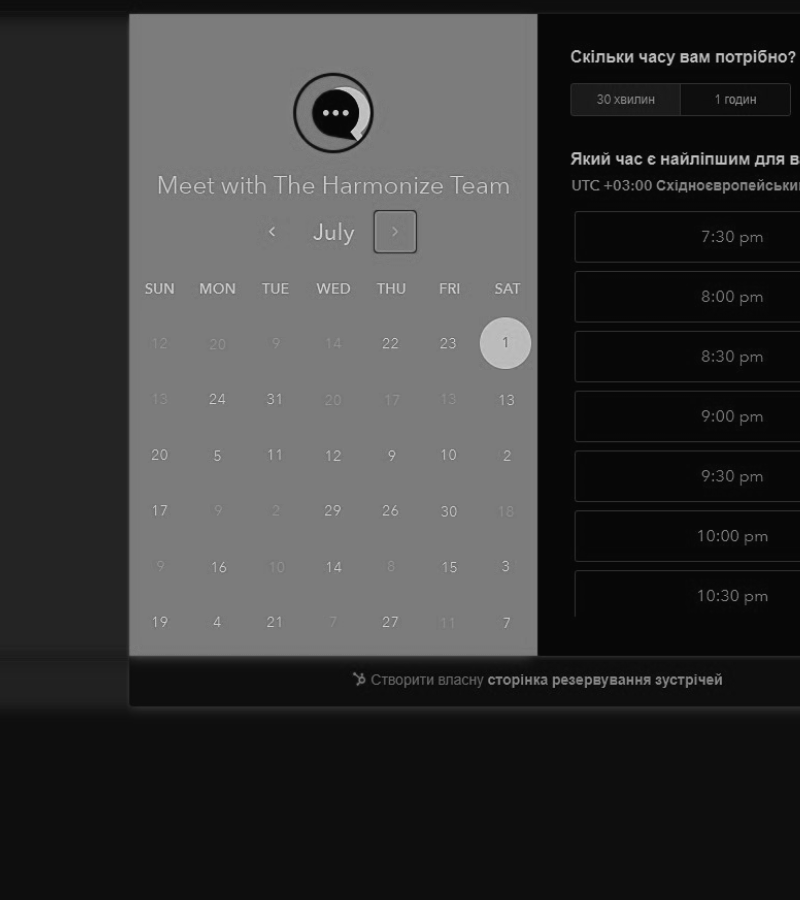 Meet with The Harmonize Team
July
SUN MON TUE WED THU FRI SAT
12 20 9 14 22 23 1
13 24 31 20 17 13 13
20 5 11 12 9 10 2
17 9 2 29 26 30 18
9 16 10 14 8 15 3
19 4 21 7 27 11 7
Скільки часу вам потрібно?
30 хвилин 1 годин
Який час є найліпшим для в
UTC +03:00 Східноєвропейськи
7:30 pm
8:00 pm
8:30 pm
9:00 pm
9:30 pm
10:00 pm
10:30 pm
Створити власну сторінка резервування зустрічей